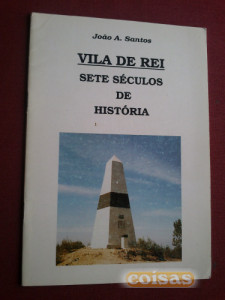 João A. Santos
VILA DE REI
SETE SÉCULOS
DE
HISTÓRIA
coisas